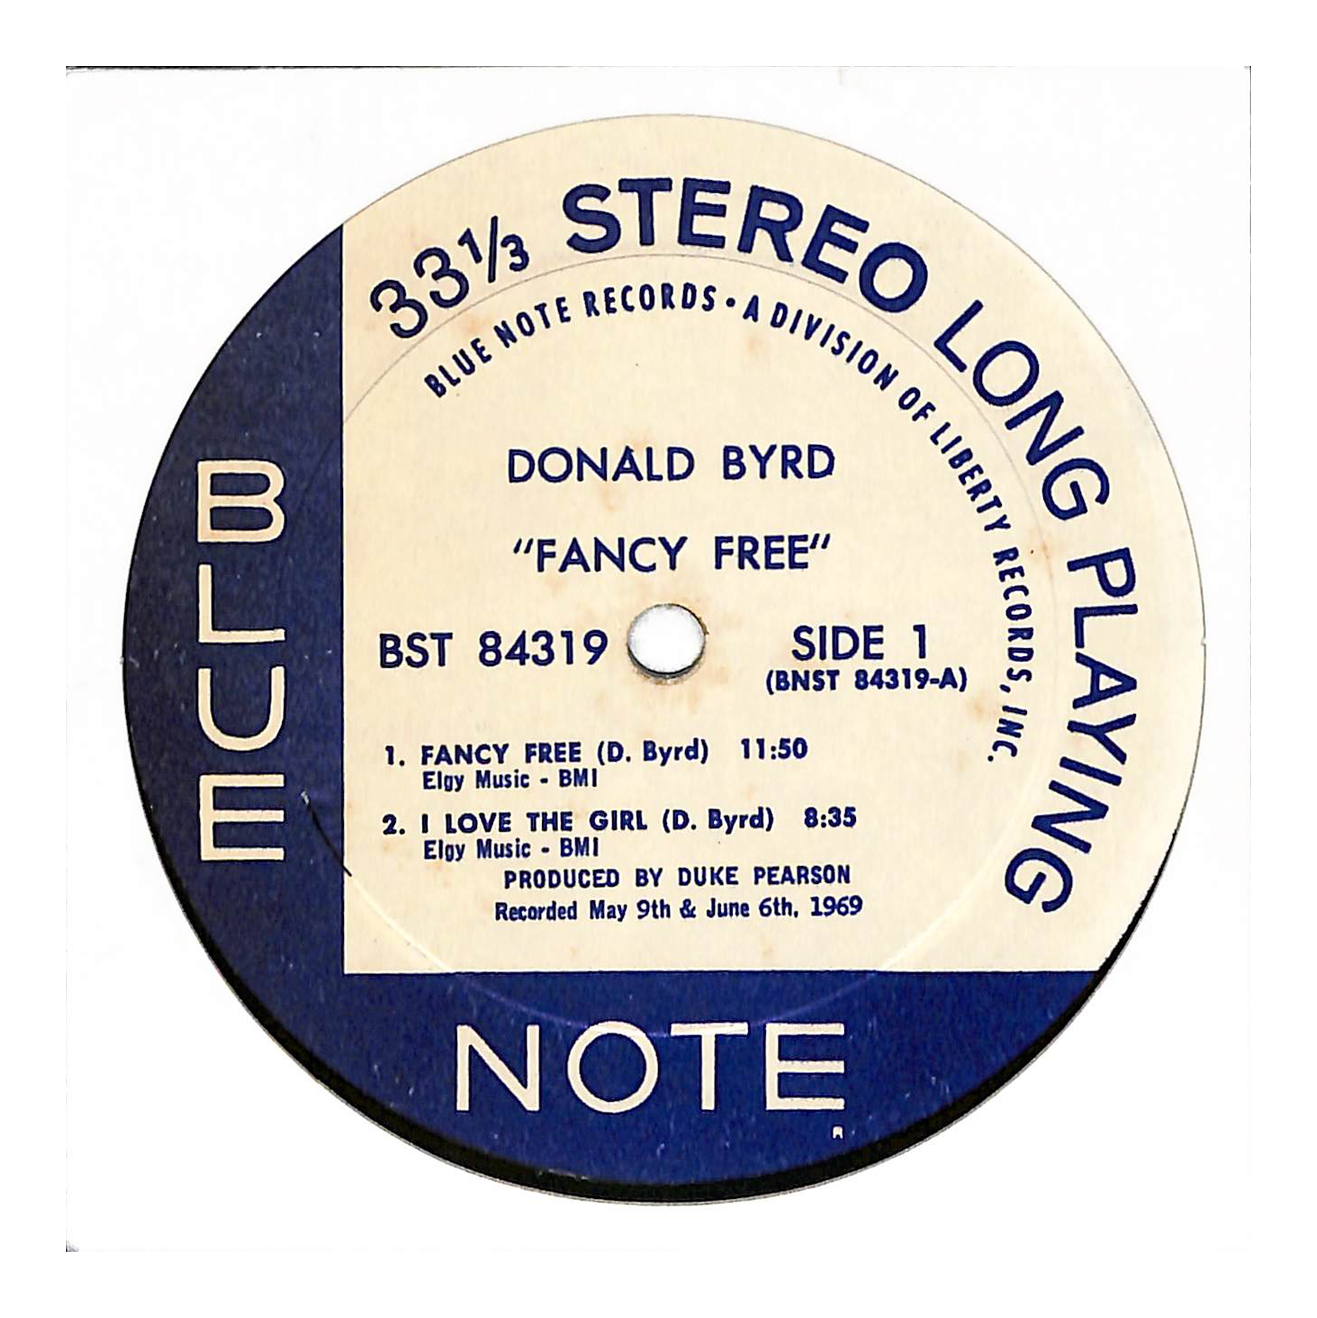 33⅓ STEREO LONG PLAYING
BLUE NOTE RECORDS • A DIVISION OF LIBERTY RECORDS, INC.
DONALD BYRD
"FANCY FREE"
BST 84319
SIDE 1
(BNST 84319-A)
1. FANCY FREE (D. Byrd) 11:50
Elgy Music - BMI
2. I LOVE THE GIRL (D. Byrd) 8:35
Elgy Music - BMI
PRODUCED BY DUKE PEARSON
Recorded May 9th & June 6th, 1969
BLUE
NOTE